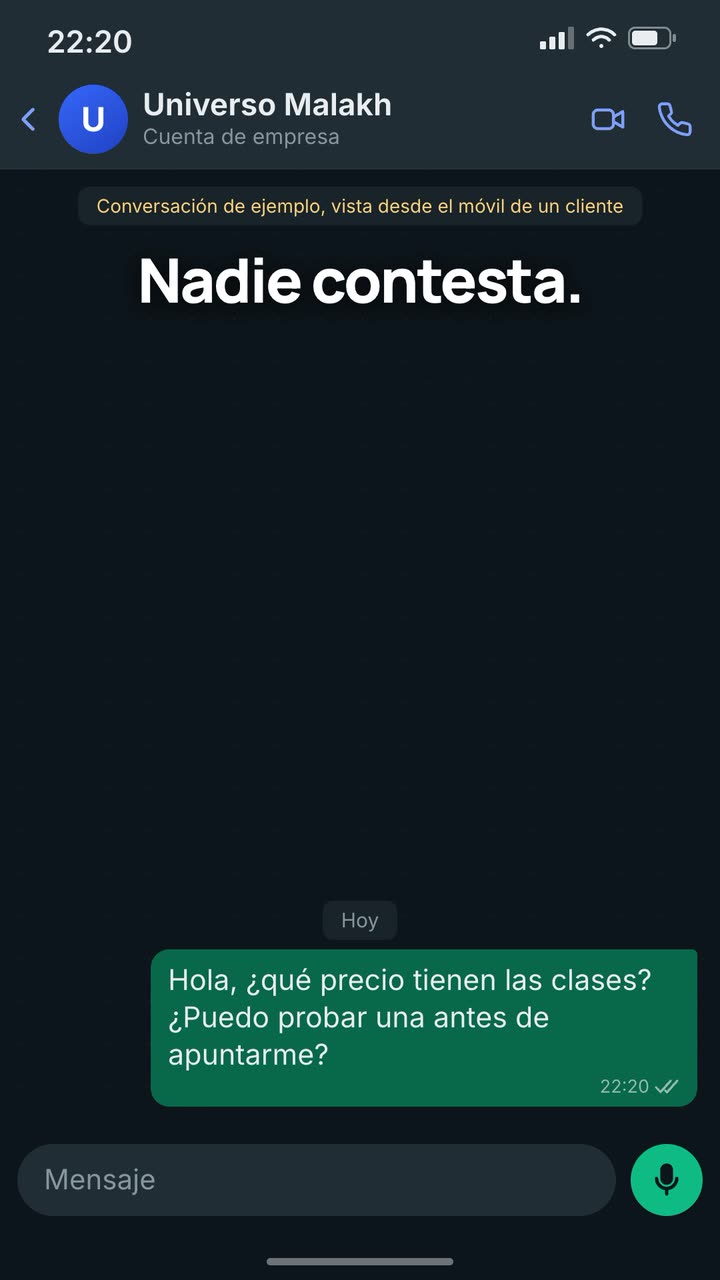 22:20
U
Universo Malakh
Cuenta de empresa
Conversación de ejemplo, vista desde el móvil de un cliente
Nadie contesta.
Hoy
Hola, ¿qué precio tienen las clases?
¿Puedo probar una antes de
apuntarme?
22:20
Mensaje